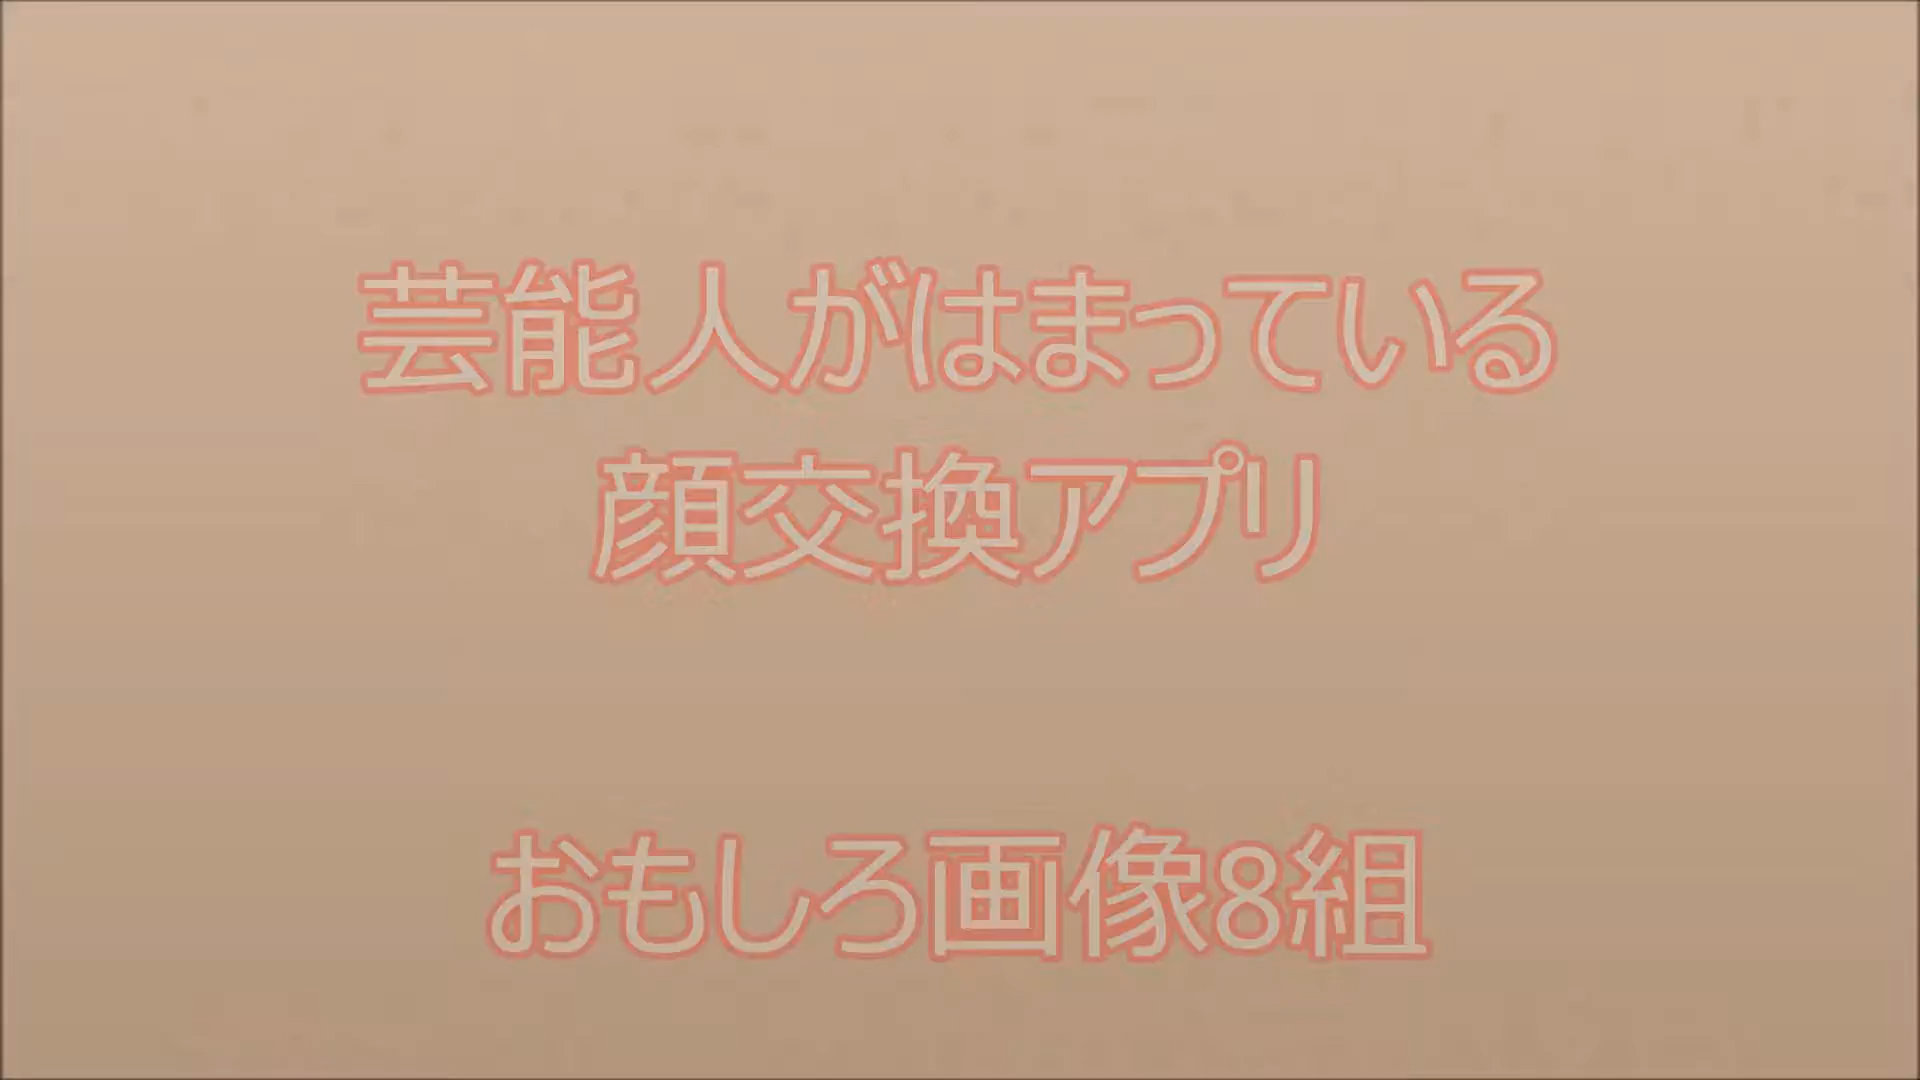 芸能人がはまっている
顔交換アプリ
おもしろ画像8組